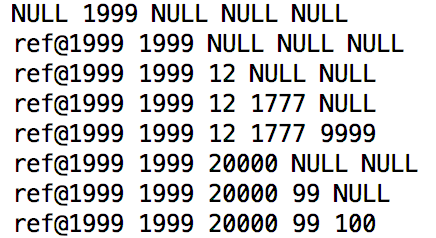 NULL 1999 NULL NULL NULL
ref@1999 1999 NULL NULL NULL
ref@1999 1999 12 NULL NULL
ref@1999 1999 12 1777 NULL
ref@1999 1999 12 1777 9999
ref@1999 1999 20000 NULL NULL
ref@1999 1999 20000 99 NULL
ref@1999 1999 20000 99 100